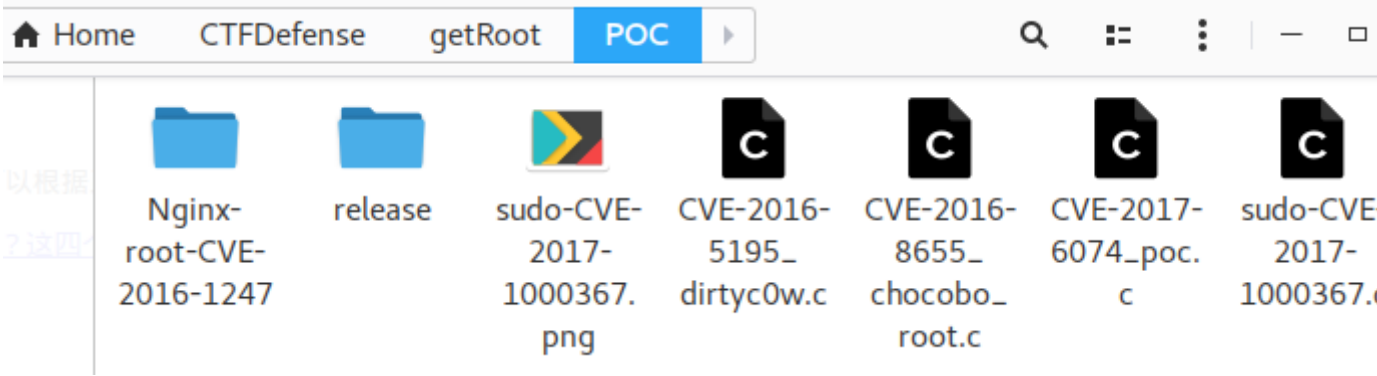 Home CTFDefense getRoot POC
以根据
?这四个
Nginx-
root-CVE-
2016-1247
release
sudo-CVE-
2017-
1000367.
png
CVE-2016-
5195_
dirtyc0w.c
CVE-2016-
8655_
chocobo_
root.c
CVE-2017-
6074_poc.
c
sudo-CVE-
2017-
1000367.c